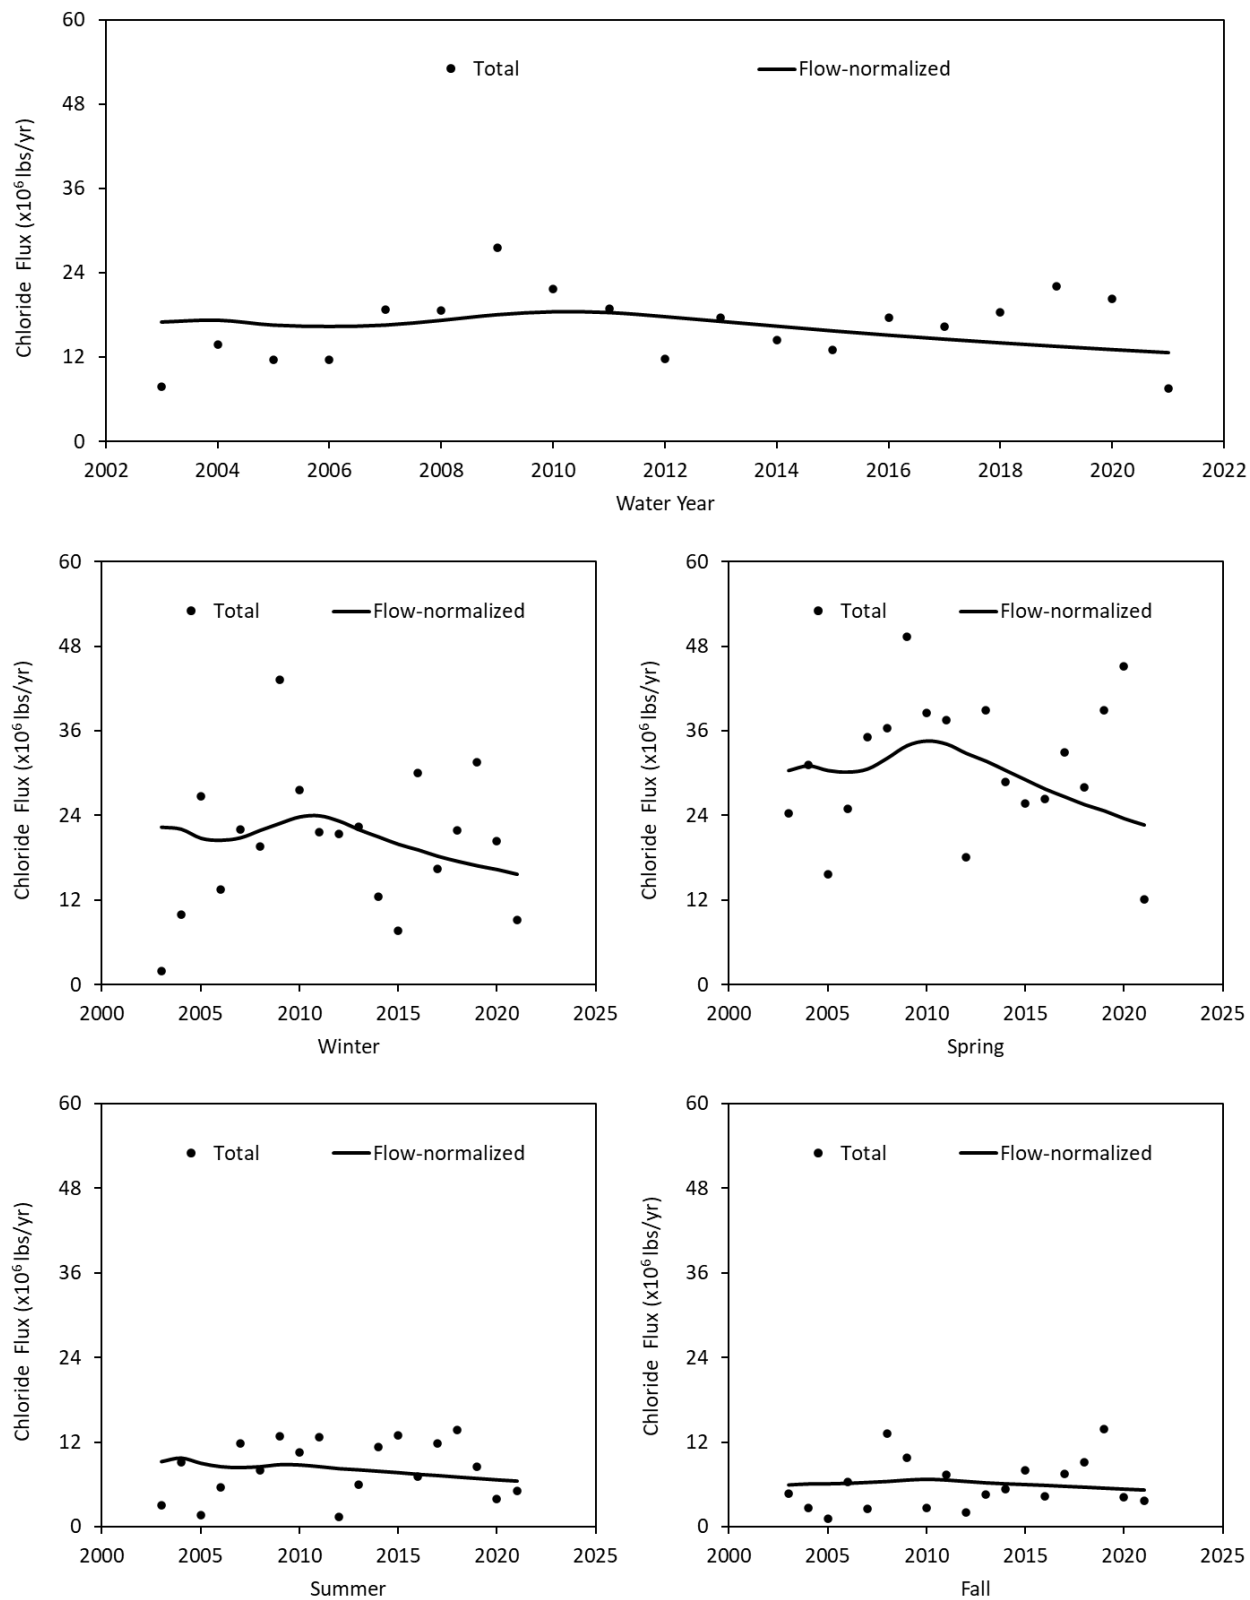 60
Total
Flow-normalized
48
36
24
12
0
Chloride Flux (x10⁶ lbs/yr)
2002 2004 2006 2008 2010 2012 2014 2016 2018 2020 2022
Water Year
60
Total
Flow-normalized
48
36
24
12
0
Chloride Flux (x10⁶ lbs/yr)
2000 2005 2010 2015 2020 2025
Winter
60
Total
Flow-normalized
48
36
24
12
0
Chloride Flux (x10⁶ lbs/yr)
2000 2005 2010 2015 2020 2025
Spring
60
Total
Flow-normalized
48
36
24
12
0
Chloride Flux (x10⁶ lbs/yr)
2000 2005 2010 2015 2020 2025
Summer
60
Total
Flow-normalized
48
36
24
12
0
Chloride Flux (x10⁶ lbs/yr)
2000 2005 2010 2015 2020 2025
Fall